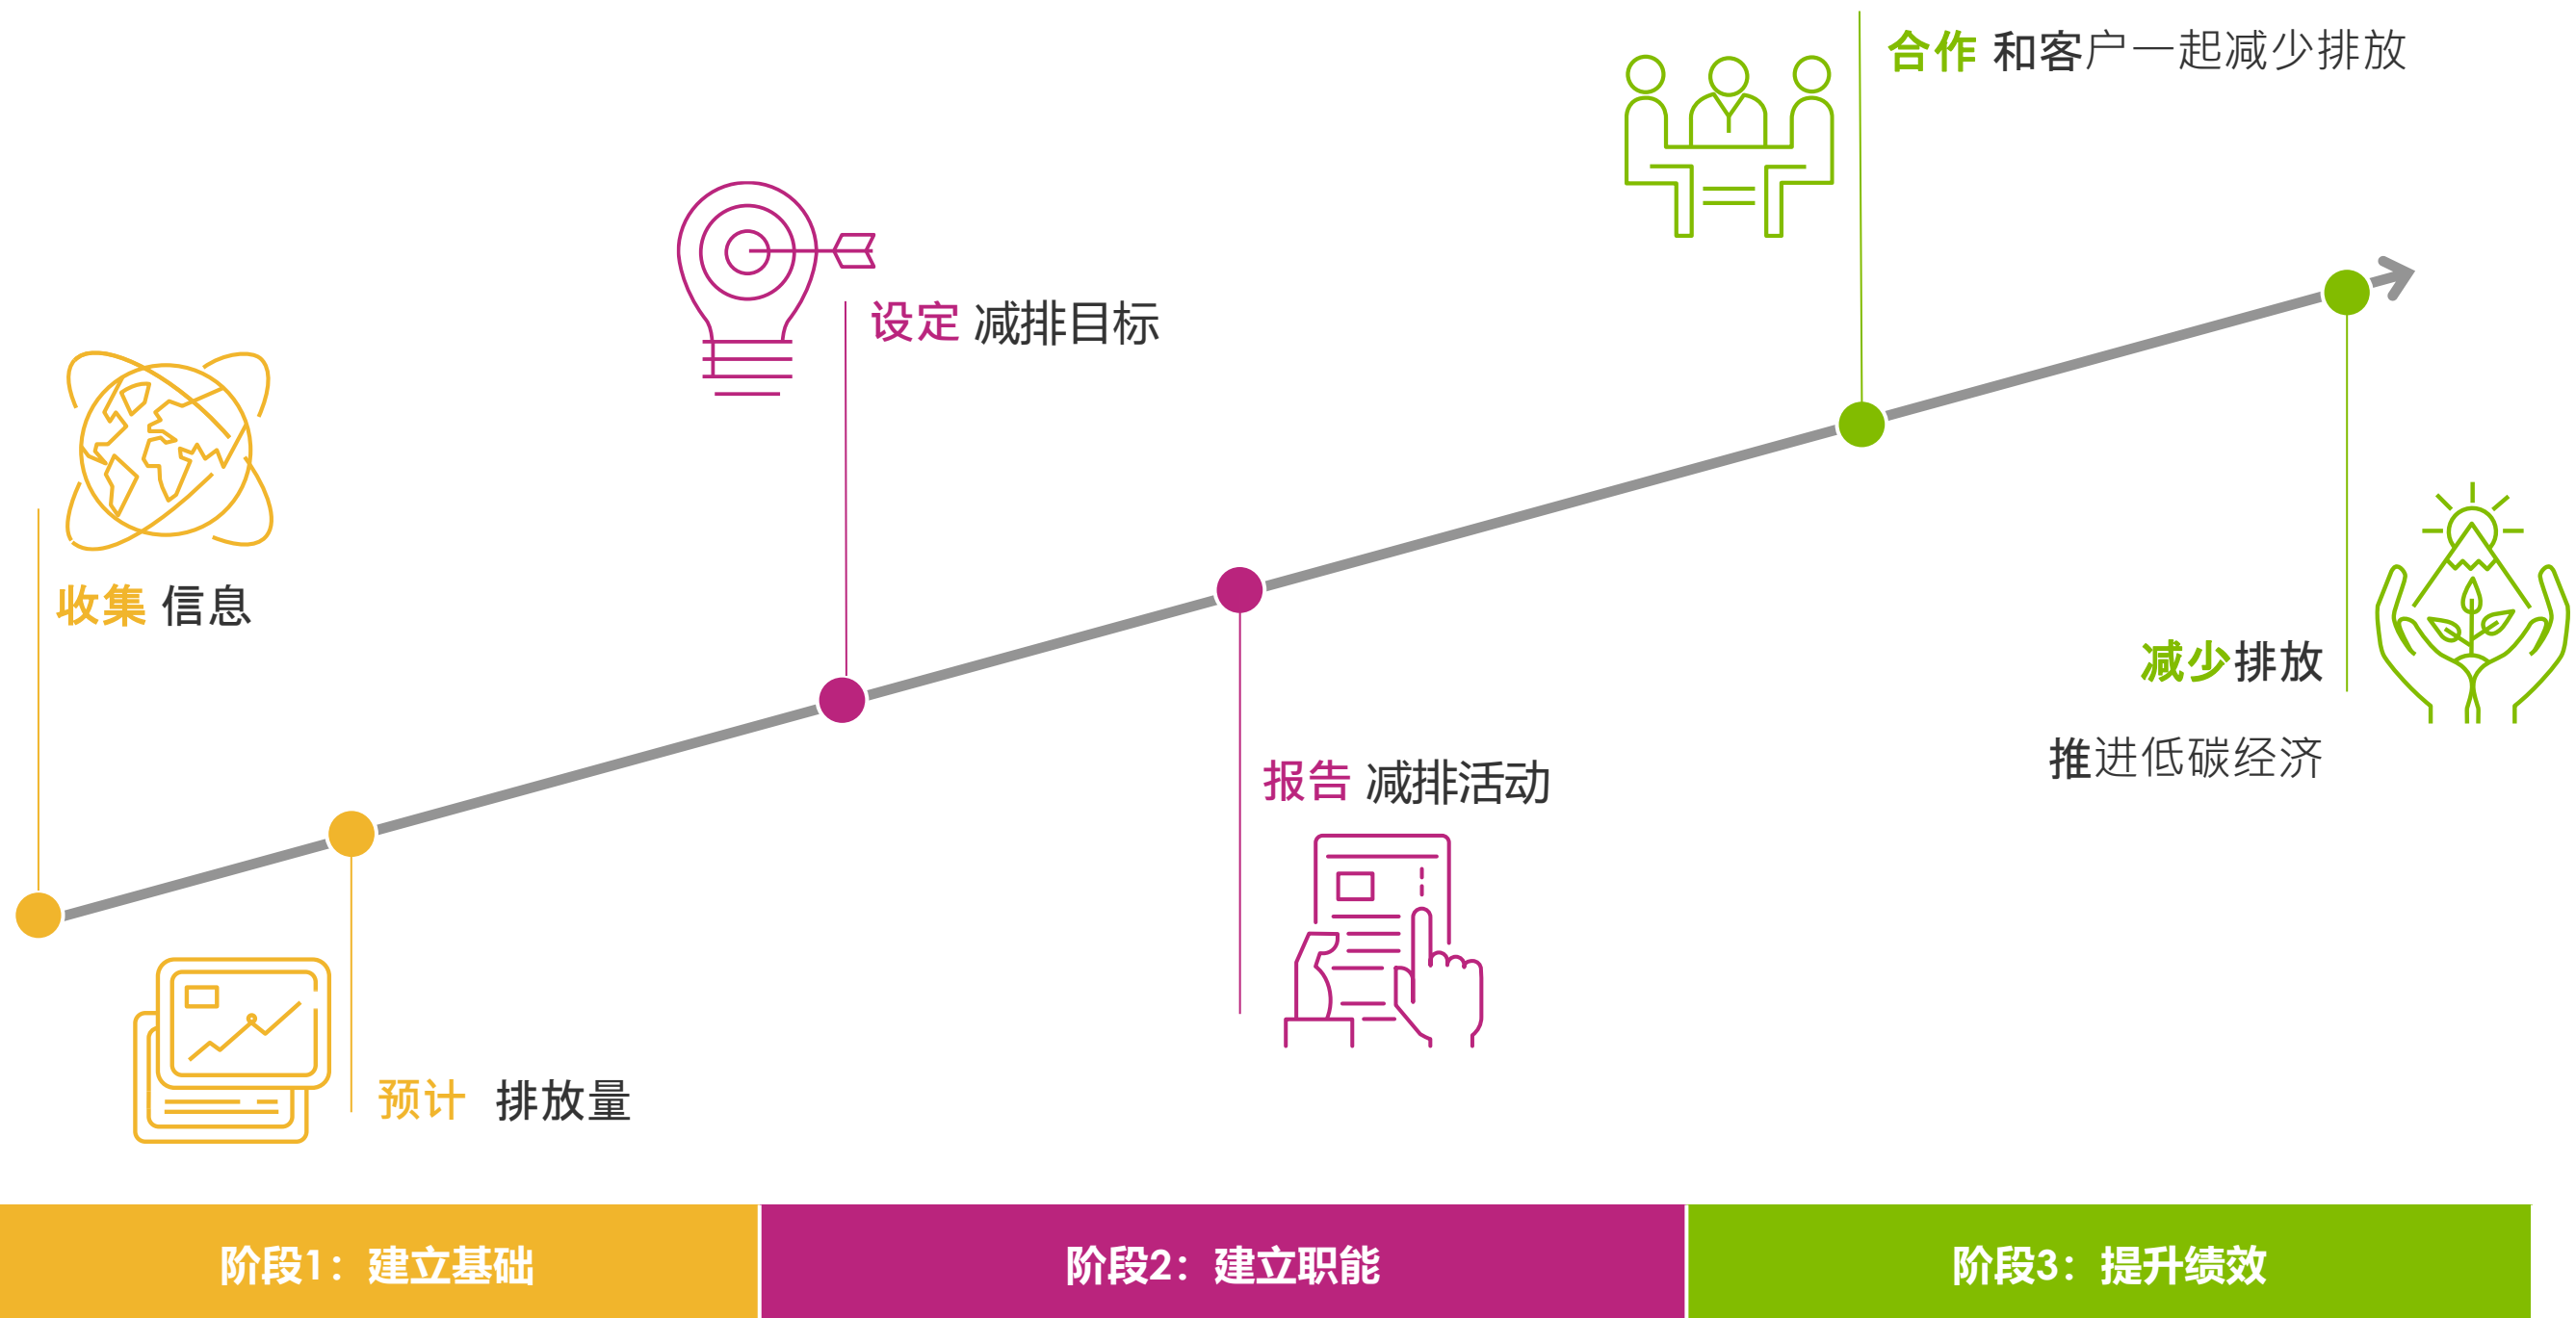 合作 和客户一起减少排放
设定 减排目标
收集 信息
减少排放
推进低碳经济
报告 减排活动
预计 排放量
阶段1：建立基础
阶段2：建立职能
阶段3：提升绩效